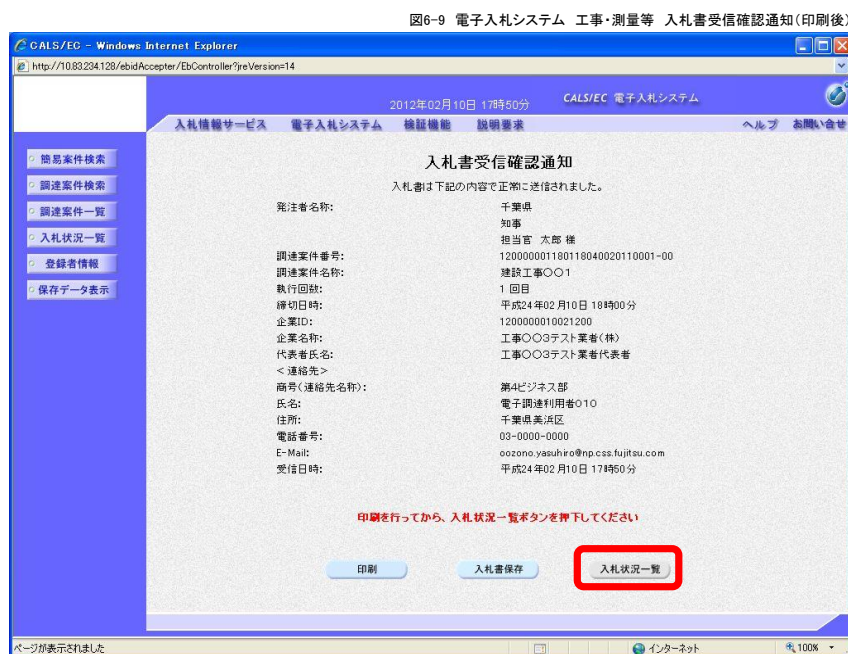 図6-9 電子入札システム 工事・測量等 入札書受信確認通知(印刷後)
CALS/EC - Windows Internet Explorer
http://10.83.234.128/ebidAccepter/EbController?jreVersion=14
2012年02月10日 17時50分 CALS/EC 電子入札システム
入札情報サービス 電子入札システム 検証機能 説明要求 ヘルプ お問い合せ
簡易案件検索
調達案件検索
調達案件一覧
入札状況一覧
登録者情報
保存データ表示
入札書受信確認通知
入札書は下記の内容で正常に送信されました。
発注者名称: 千葉県
知事
担当官 太郎 様
調達案件番号: 1200000011801180400201100­01-00
調達案件名称: 建設工事〇〇1
執行回数: 1 回目
締切日時: 平成24年02月10日 18時00分
企業ID: 1200000010021200
企業名称: 工事〇〇3テスト業者(株)
代表者氏名: 工事〇〇3テスト業者代表者
<連絡先>
商号(連絡先名称): 第4ビジネス部
氏名: 電子調達利用者010
住所: 千葉県美浜区
電話番号: 03-0000-0000
E-Mail: oozono.yasuhiro@np.css.fujitsu.com
受信日時: 平成24年02月10日 17時50分
印刷を行ってから、入札状況一覧ボタンを押下してください
印刷 入札書保存 入札状況一覧
ページが表示されました インターネット 100%